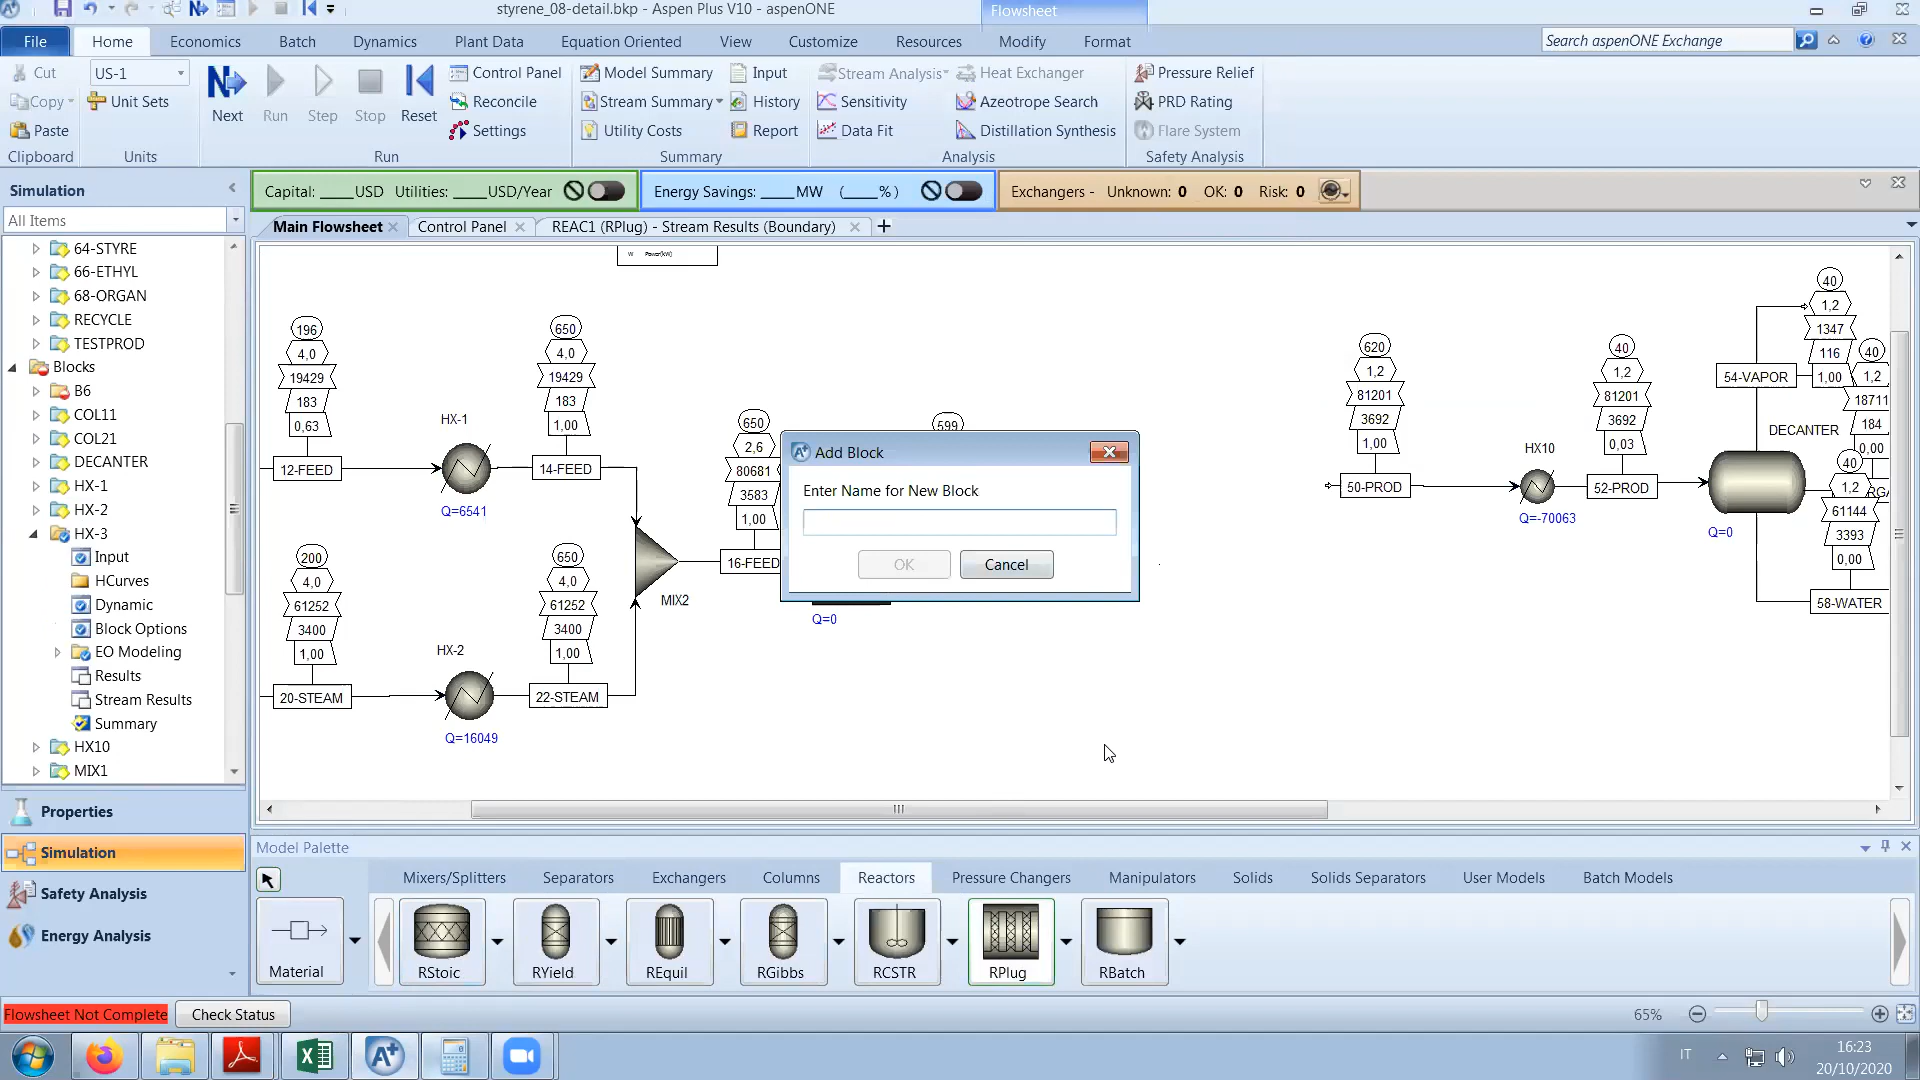 styrene_08-detail.bkp - Aspen Plus V10 - aspenONE
Flowsheet
File
Home
Economics
Batch
Dynamics
Plant Data
Equation Oriented
View
Customize
Resources
Modify
Format
Search aspenONE Exchange
Cut
Copy
Paste
Clipboard
US-1
Unit Sets
Units
Next
Run
Step
Stop
Reset
Control Panel
Reconcile
Settings
Run
Model Summary
Stream Summary
Utility Costs
Input
History
Report
Summary
Stream Analysis
Sensitivity
Data Fit
Heat Exchanger
Azeotrope Search
Distillation Synthesis
Analysis
Pressure Relief
PRD Rating
Flare System
Safety Analysis
Simulation
All Items
Capital: ____USD Utilities: ____USD/Year
Energy Savings: ____MW (____%)
Exchangers - Unknown: 0 OK: 0 Risk: 0
Main Flowsheet
Control Panel
REAC1 (RPlug) - Stream Results (Boundary)
64-STYRE
66-ETHYL
68-ORGAN
RECYCLE
TESTPROD
Blocks
B6
COL11
COL21
DECANTER
HX-1
HX-2
HX-3
Input
HCurves
Dynamic
Block Options
EO Modeling
Results
Stream Results
Summary
HX10
MIX1
Properties
Simulation
Safety Analysis
Energy Analysis
W Power(kW)
196
4,0
19429
183
0,63
12-FEED
HX-1
Q=6541
650
4,0
19429
183
1,00
14-FEED
200
4,0
61252
3400
1,00
20-STEAM
HX-2
Q=16049
650
4,0
61252
3400
1,00
22-STEAM
MIX2
650
2,6
80681
3583
1,00
16-FEED
599
Q=0
Add Block
Enter Name for New Block
OK
Cancel
620
1,2
81201
3692
1,00
50-PROD
HX10
Q=-70063
40
1,2
81201
3692
0,03
52-PROD
40
1,2
1347
116
1,00
54-VAPOR
DECANTER
Q=0
40
1,2
18711
184
0,00
40
1,2
61144
3393
0,00
58-WATER
Model Palette
Mixers/Splitters
Separators
Exchangers
Columns
Reactors
Pressure Changers
Manipulators
Solids
Solids Separators
User Models
Batch Models
Material
RStoic
RYield
REquil
RGibbs
RCSTR
RPlug
RBatch
Flowsheet Not Complete
Check Status
65%
IT
16:23
20/10/2020